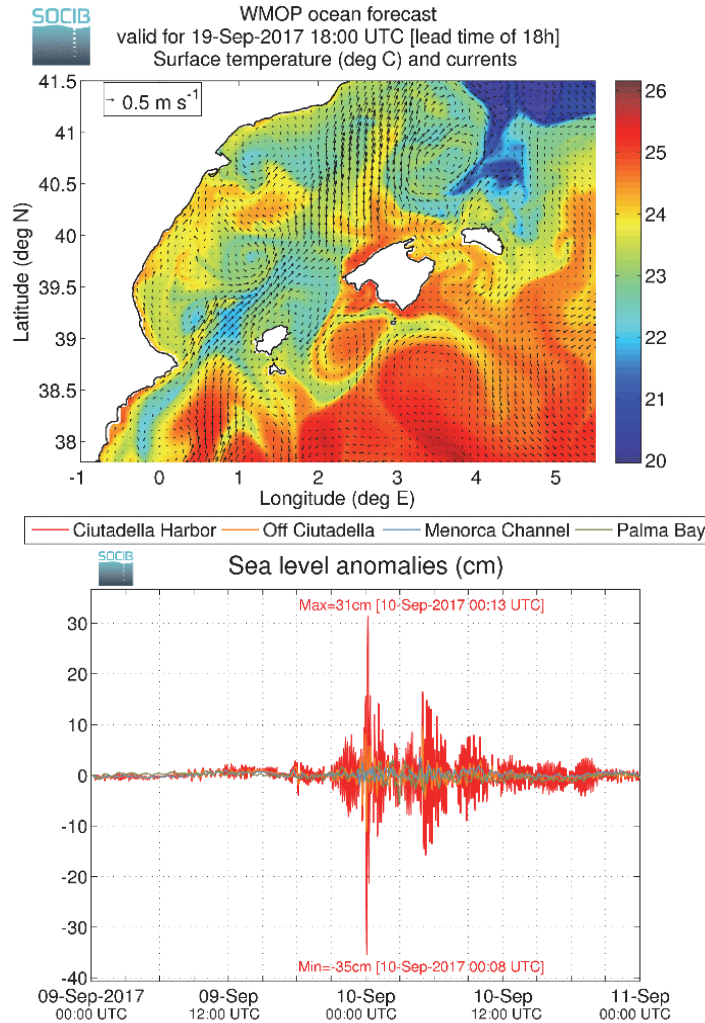 SOCIB
WMOP ocean forecast
valid for 19-Sep-2017 18:00 UTC [lead time of 18h]
Surface temperature (deg C) and currents
0.5 m s⁻¹
41.5
41
40.5
40
39.5
39
38.5
38
Latitude (deg N)
-1 0 1 2 3 4 5
Longitude (deg E)
26
25
24
23
22
21
20
Ciutadella Harbor Off Ciutadella Menorca Channel Palma Bay
SOCIB
Sea level anomalies (cm)
Max=31cm [10-Sep-2017 00:13 UTC]
30
20
10
0
-10
-20
-30
-40
Min=-35cm [10-Sep-2017 00:08 UTC]
09-Sep-2017 09-Sep 10-Sep 10-Sep 11-Sep
00:00 UTC 12:00 UTC 00:00 UTC 12:00 UTC 00:00 UTC